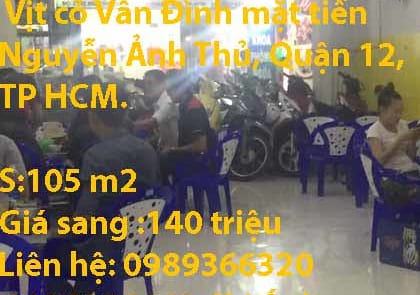 Vịt cỏ Vân Đình mặt tiền
Nguyễn Ảnh Thủ, Quận 12,
TP HCM.
S:105 m2
Giá sang :140 triệu
Liên hệ: 0989366320